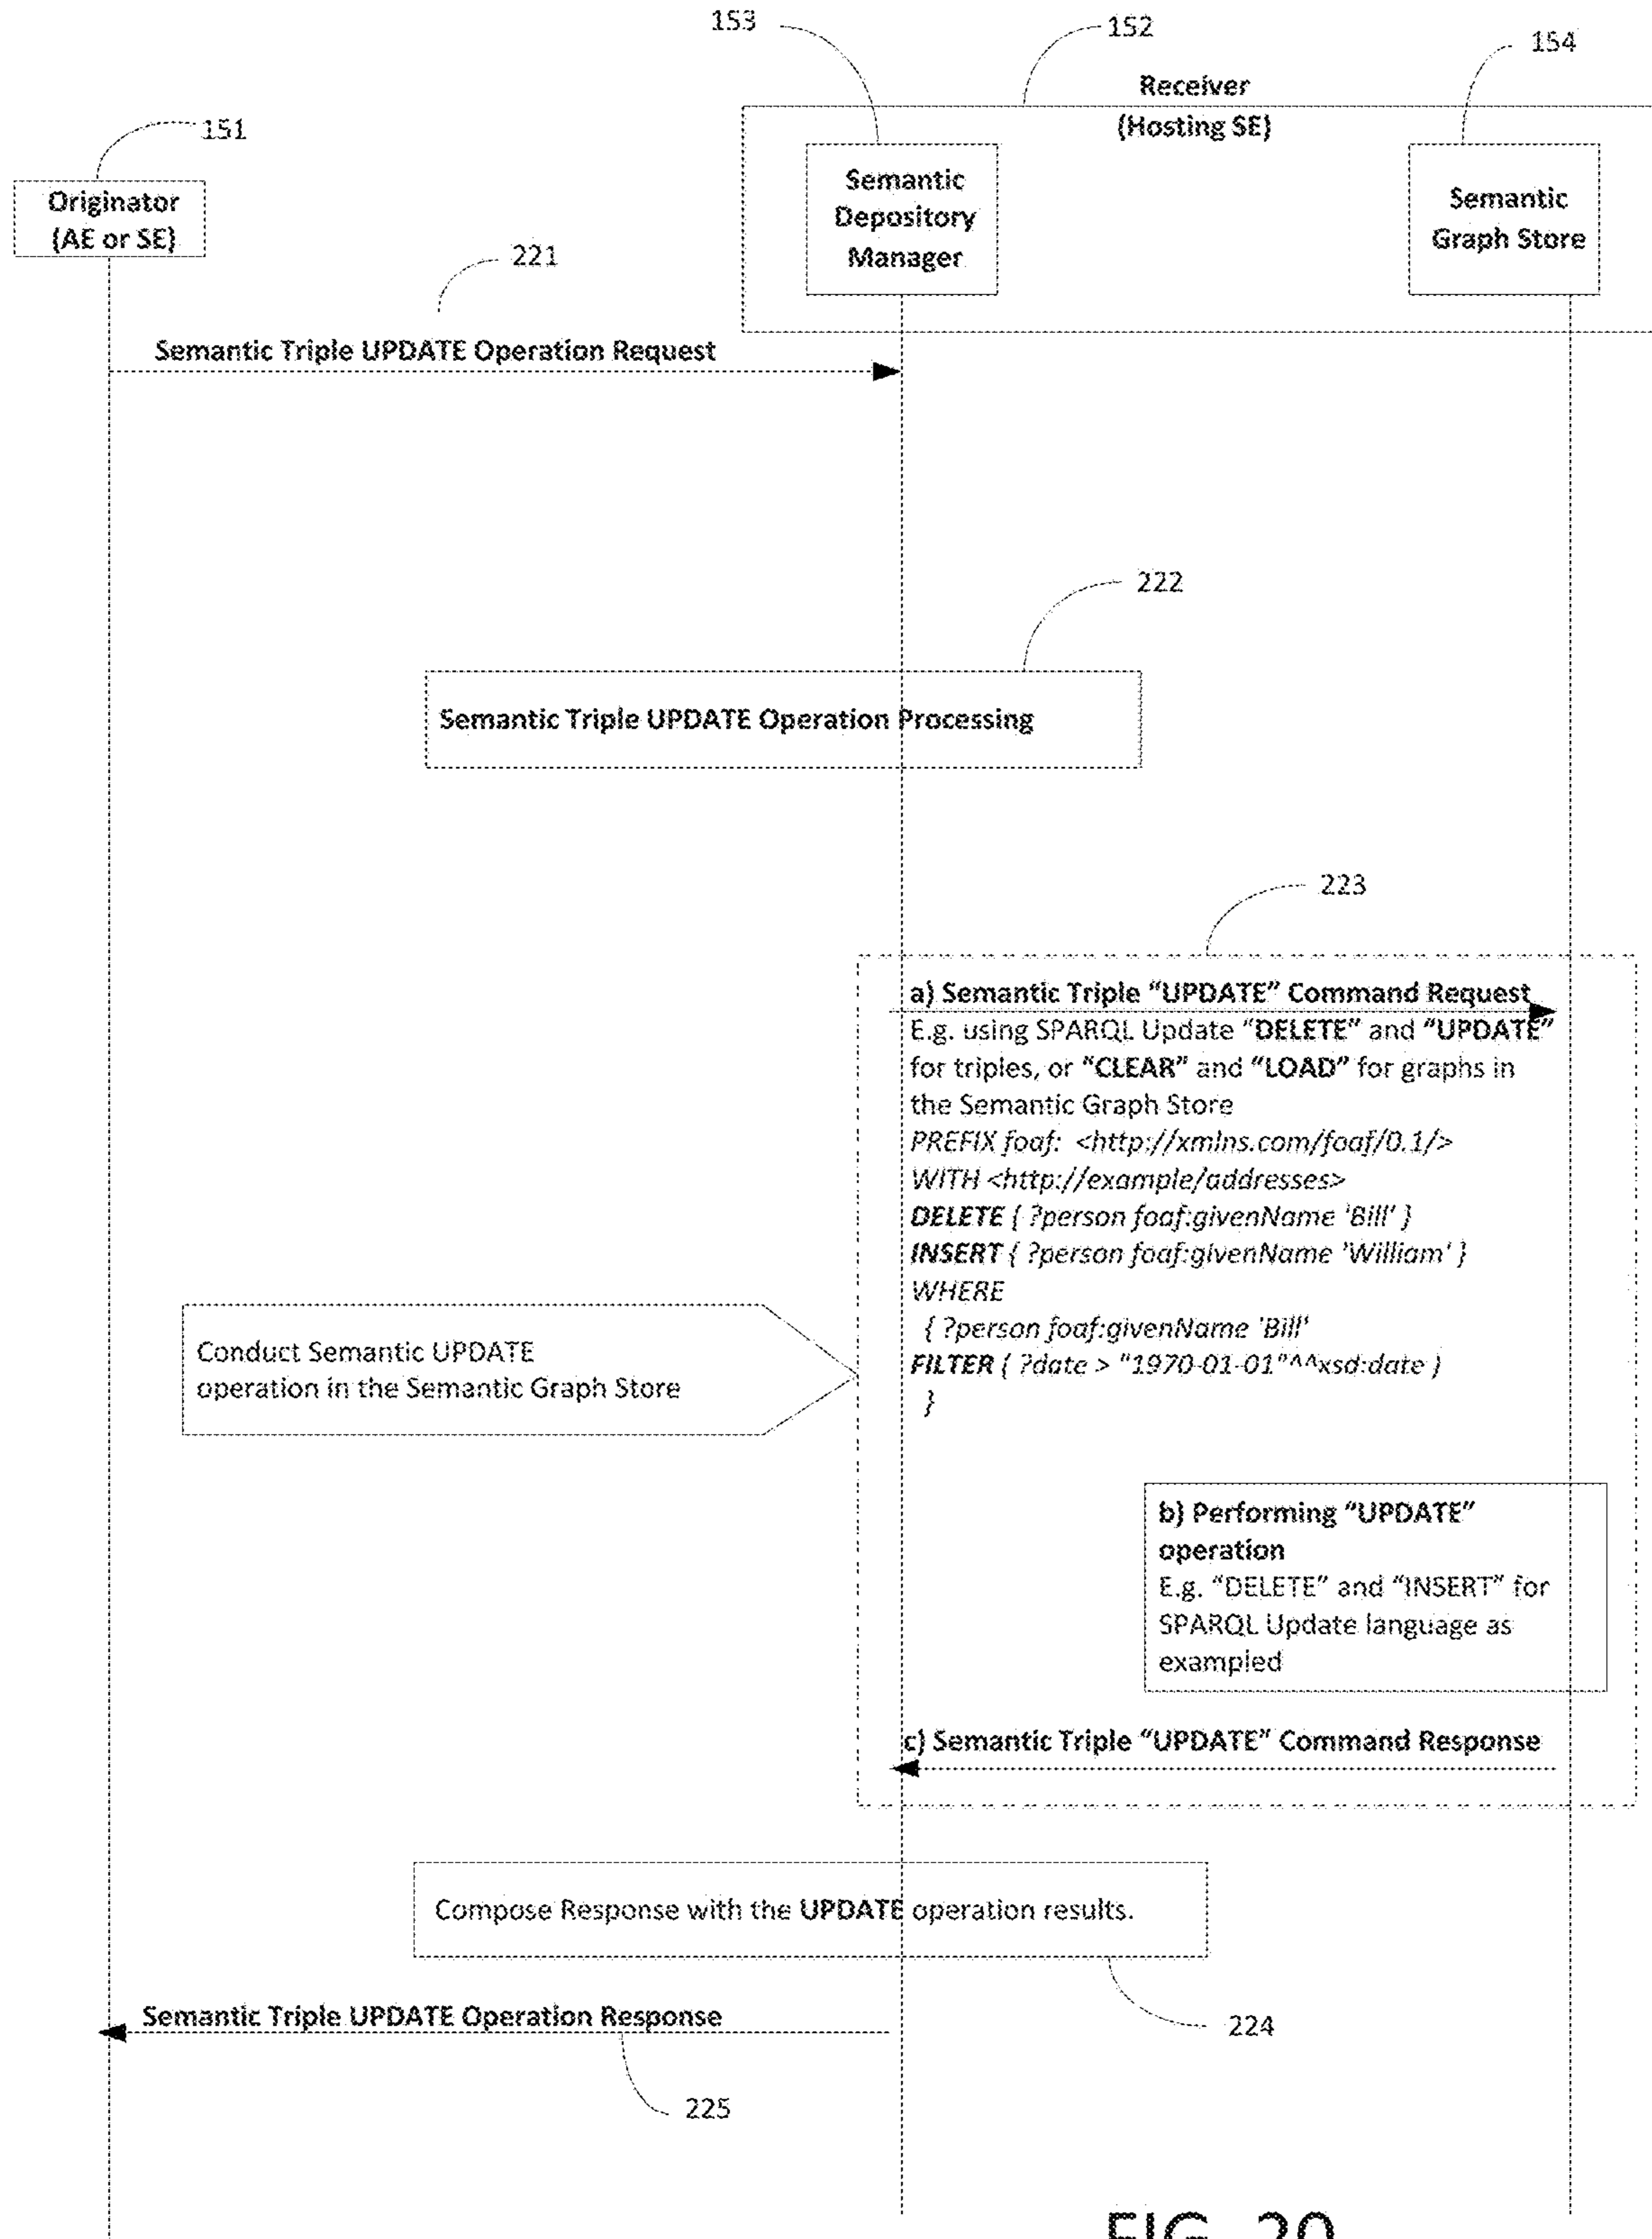 153
152
154
Receiver
(Hosting SE)
151
Originator
(AE or SE)
Semantic
Depository
Manager
Semantic
Graph Store
221
Semantic Triple UPDATE Operation Request
222
Semantic Triple UPDATE Operation Processing
223
a) Semantic Triple “UPDATE” Command Request
E.g. using SPARQL Update “DELETE” and “UPDATE”
for triples, or “CLEAR” and “LOAD” for graphs in
the Semantic Graph Store
PREFIX foaf: <http://xmlns.com/foaf/0.1/>
WITH <http://example/addresses>
DELETE { ?person foaf:givenName 'Bill' }
INSERT { ?person foaf:givenName 'William' }
WHERE
{ ?person foaf:givenName 'Bill'
FILTER ( ?date > "1970-01-01"^^xsd:date )
}
Conduct Semantic UPDATE
operation in the Semantic Graph Store
b) Performing “UPDATE”
operation
E.g. “DELETE” and “INSERT” for
SPARQL Update language as
exampled
c) Semantic Triple “UPDATE” Command Response
Compose Response with the UPDATE operation results.
224
Semantic Triple UPDATE Operation Response
225
FIG. 20